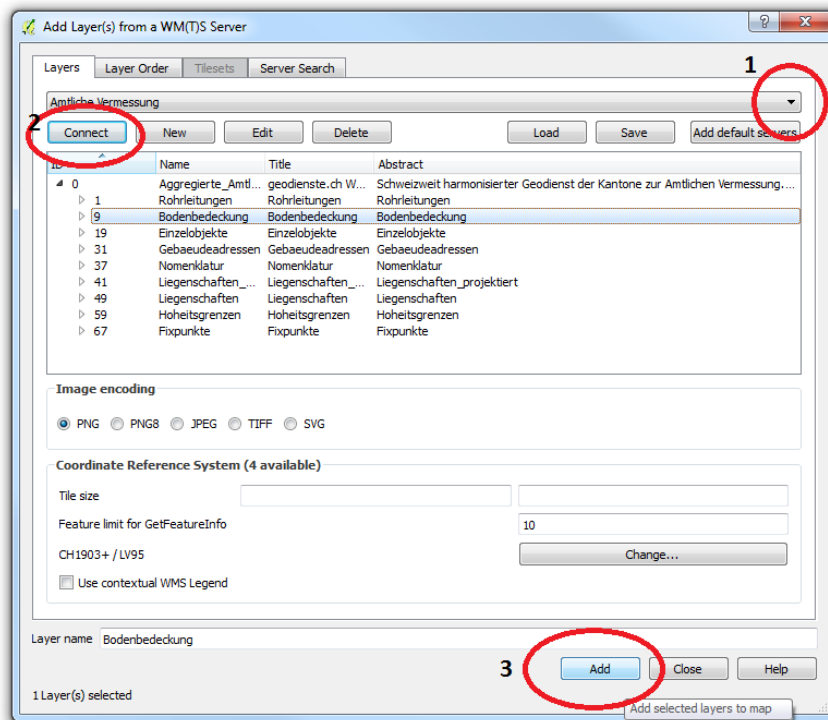 Add Layer(s) from a WM(T)S Server
Layers Layer Order Tilesets Server Search
1
Amtliche Vermessung
2
Connect New Edit Delete Load Save Add default servers
ID Name Title Abstract
0 Aggregierte_Amtl... geodienste.ch W... Schweizweit harmonisierter Geodienst der Kantone zur Amtlichen Vermessung....
1 Rohrleitungen Rohrleitungen Rohrleitungen
9 Bodenbedeckung Bodenbedeckung Bodenbedeckung
19 Einzelobjekte Einzelobjekte Einzelobjekte
31 Gebaeudeadressen Gebaeudeadressen Gebaeudeadressen
37 Nomenklatur Nomenklatur Nomenklatur
41 Liegenschaften_... Liegenschaften_... Liegenschaften_projektiert
49 Liegenschaften Liegenschaften Liegenschaften
59 Hoheitsgrenzen Hoheitsgrenzen Hoheitsgrenzen
67 Fixpunkte Fixpunkte Fixpunkte
Image encoding
PNG PNG8 JPEG TIFF SVG
Coordinate Reference System (4 available)
Tile size
Feature limit for GetFeatureInfo 10
CH1903+ / LV95 Change...
Use contextual WMS Legend
Layer name Bodenbedeckung
3 Add Close Help
1 Layer(s) selected
Add selected layers to map